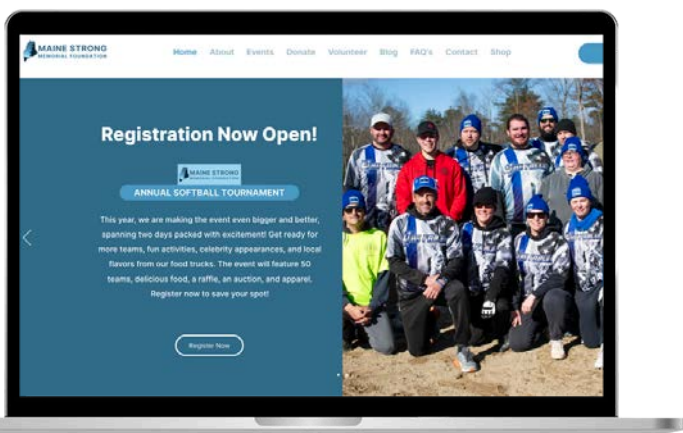 MAINE STRONG
MEMORIAL FOUNDATION
Home About Events Donate Volunteer Blog FAQ's Contact Shop
Registration Now Open!
MAINE STRONG
MEMORIAL FOUNDATION
ANNUAL SOFTBALL TOURNAMENT
This year, we are making the event even bigger and better,
spanning two days packed with excitement! Get ready for
more teams, fun activities, celebrity appearances, and local
flavors from our food trucks. The event will feature 50
teams, delicious food, a raffle, an auction, and apparel.
Register now to save your spot!
Register Now